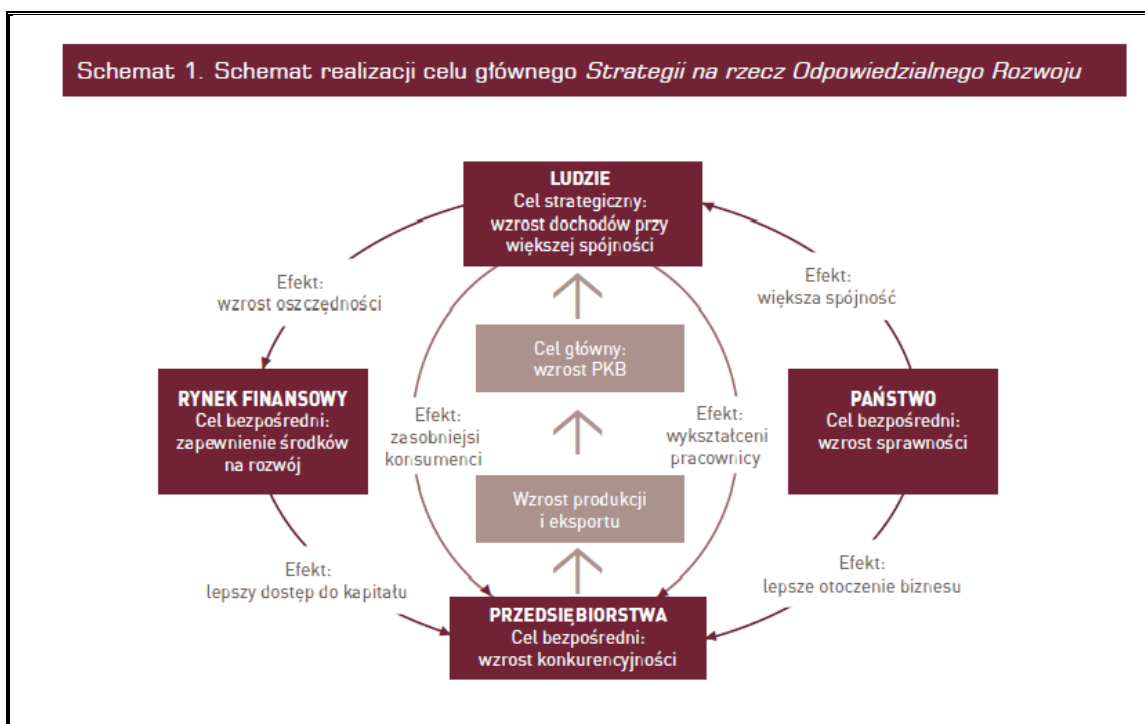 Schemat 1. Schemat realizacji celu głównego Strategii na rzecz Odpowiedzialnego Rozwoju
LUDZIE
Cel strategiczny:
wzrost dochodów przy
większej spójności
Efekt:
wzrost oszczędności
Efekt:
większa spójność
Cel główny:
wzrost PKB
RYNEK FINANSOWY
Cel bezpośredni:
zapewnienie środków
na rozwój
Efekt:
zasobniejsi
konsumenci
Efekt:
wykształceni
pracownicy
PAŃSTWO
Cel bezpośredni:
wzrost sprawności
Wzrost produkcji
i eksportu
Efekt:
lepszy dostęp do kapitału
Efekt:
lepsze otoczenie biznesu
PRZEDSIĘBIORSTWA
Cel bezpośredni:
wzrost konkurencyjności